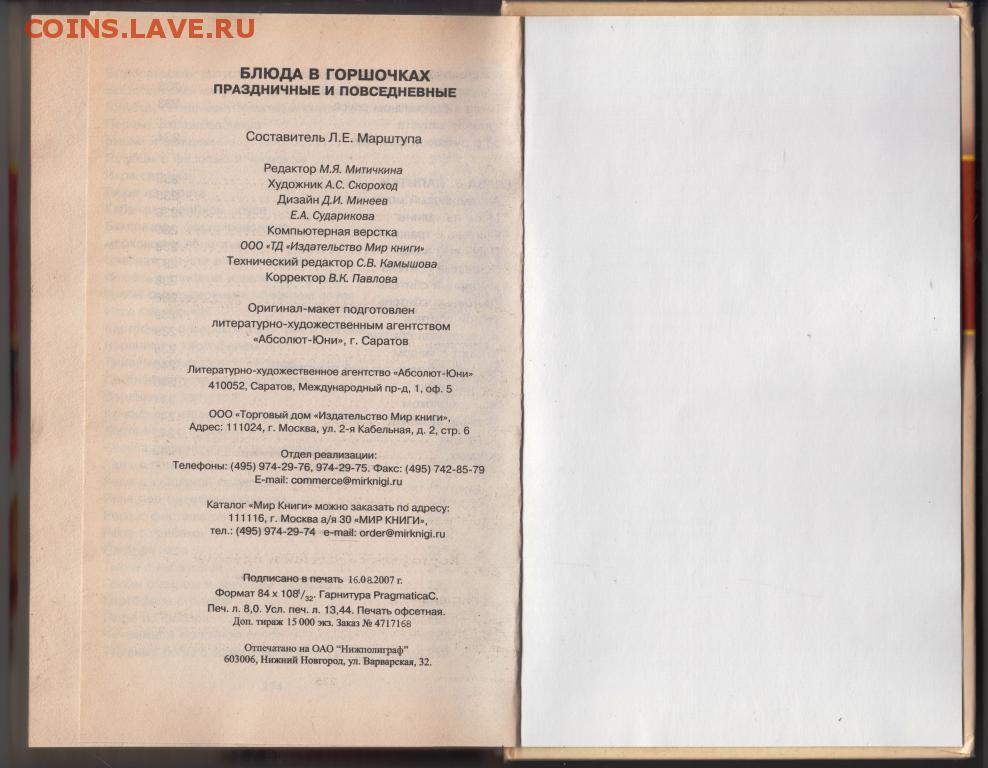 COINS.LAVE.RU
БЛЮДА В ГОРШОЧКАХ
ПРАЗДНИЧНЫЕ И ПОВСЕДНЕВНЫЕ
Составитель Л.Е. Марштупа
Редактор М.Я. Митичкина
Художник А.С. Скороход
Дизайн Д.И. Минеев
Е.А. Сударикова
Компьютерная верстка
ООО «ТД «Издательство Мир книги»
Технический редактор С.В. Камышова
Корректор В.К. Павлова
Оригинал-макет подготовлен
литературно-художественным агентством
«Абсолют-Юни», г. Саратов
Литературно-художественное агентство «Абсолют-Юни»
410052, Саратов, Международный пр-д, 1, оф. 5
ООО «Торговый дом «Издательство Мир книги»,
Адрес: 111024, г. Москва, ул. 2-я Кабельная, д. 2, стр. 6
Отдел реализации:
Телефоны: (495) 974-29-76, 974-29-75. Факс: (495) 742-85-79
E-mail: commerce@mirknigi.ru
Каталог «Мир Книги» можно заказать по адресу:
111116, г. Москва а/я 30 «МИР КНИГИ»,
тел.: (495) 974-29-74 e-mail: order@mirknigi.ru
Подписано в печать 16.08.2007 г.
Формат 84 x 108¹/₃₂. Гарнитура PragmaticaC.
Печ. л. 8,0. Усл. печ. л. 13,44. Печать офсетная.
Доп. тираж 15 000 экз. Заказ № 4717168
Отпечатано на ОАО "Нижполиграф"
603006, Нижний Новгород, ул. Варварская, 32.